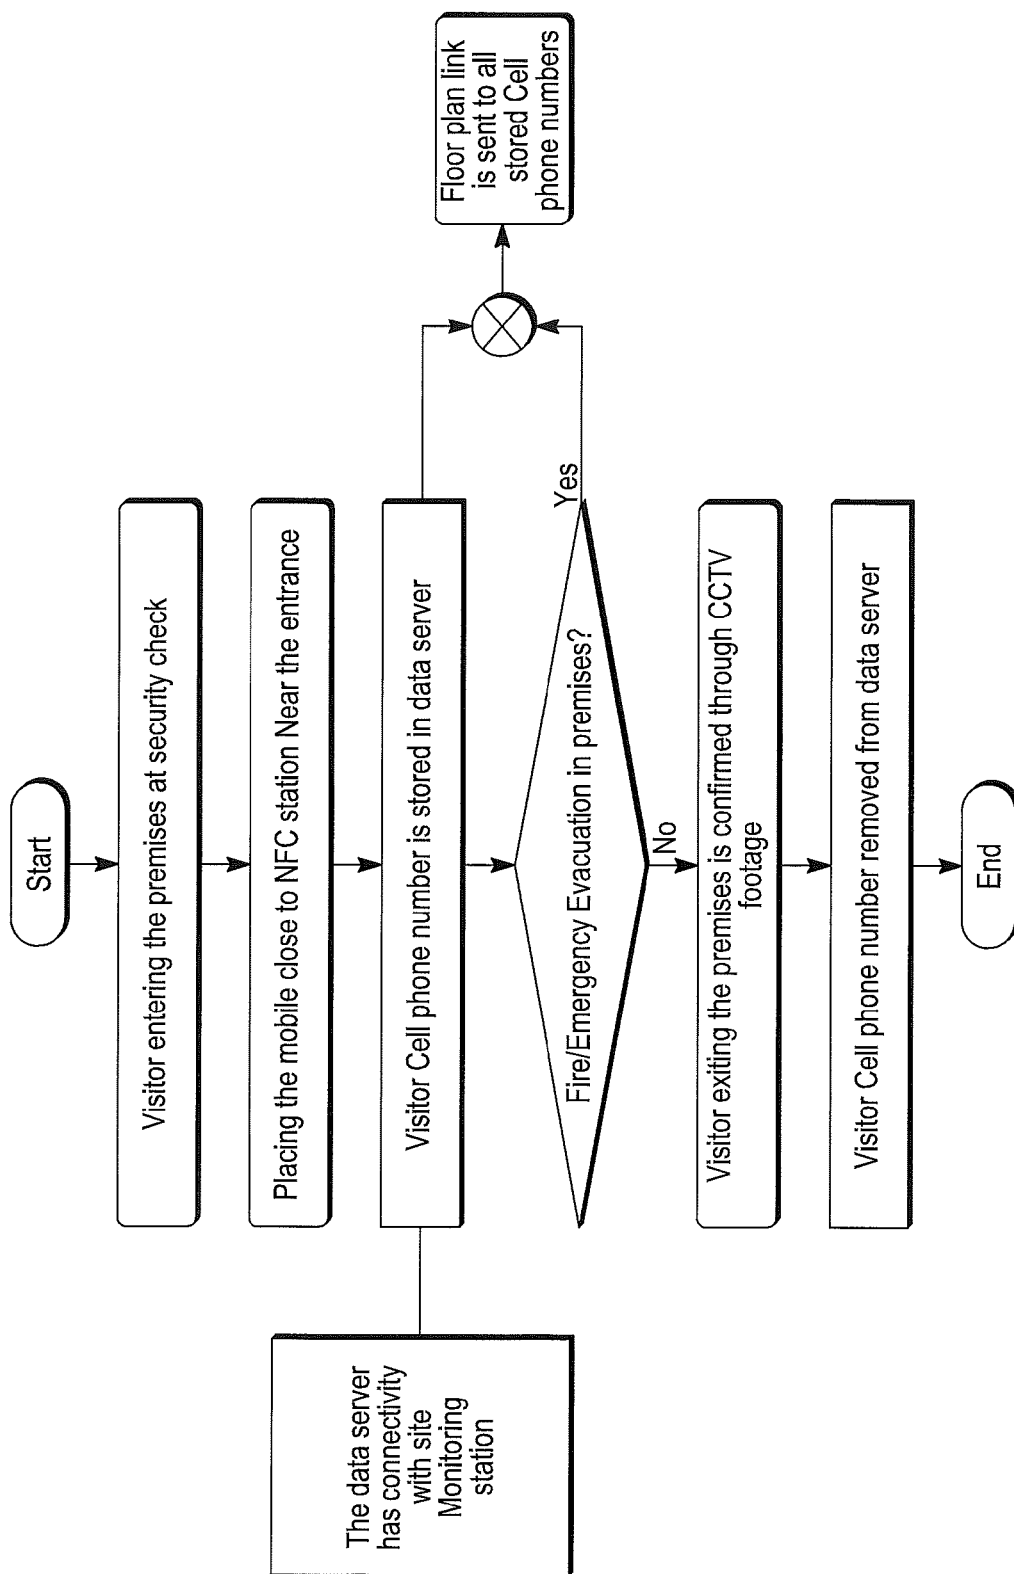 Start
Visitor entering the premises at security check
Placing the mobile close to NFC station Near the entrance
The data server
has connectivity
with site
Monitoring
station
Visitor Cell phone number is stored in data server
Fire/Emergency Evacuation in premises?
Yes
Floor plan link
is sent to all
stored Cell
phone numbers
No
Visitor exiting the premises is confirmed through CCTV
footage
Visitor Cell phone number removed from data server
End